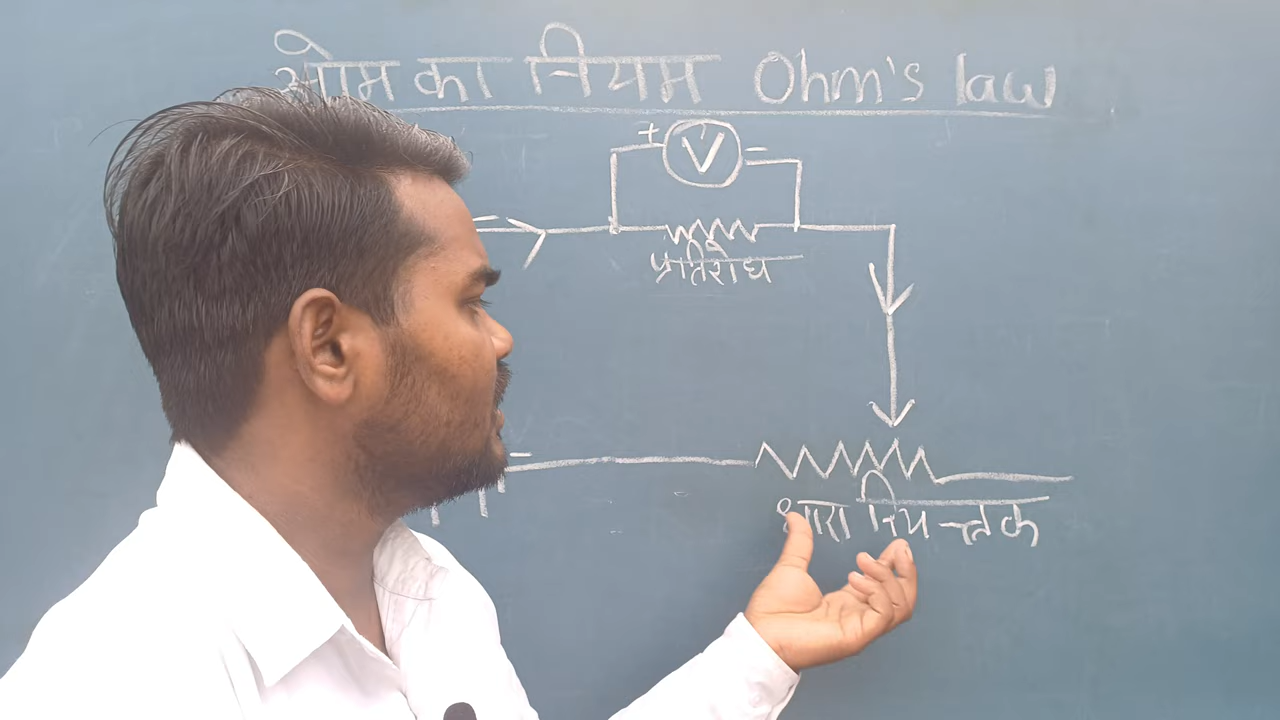 ओम का नियम Ohm's law
+ V -
प्रतिरोध
धारा नियन्त्रक